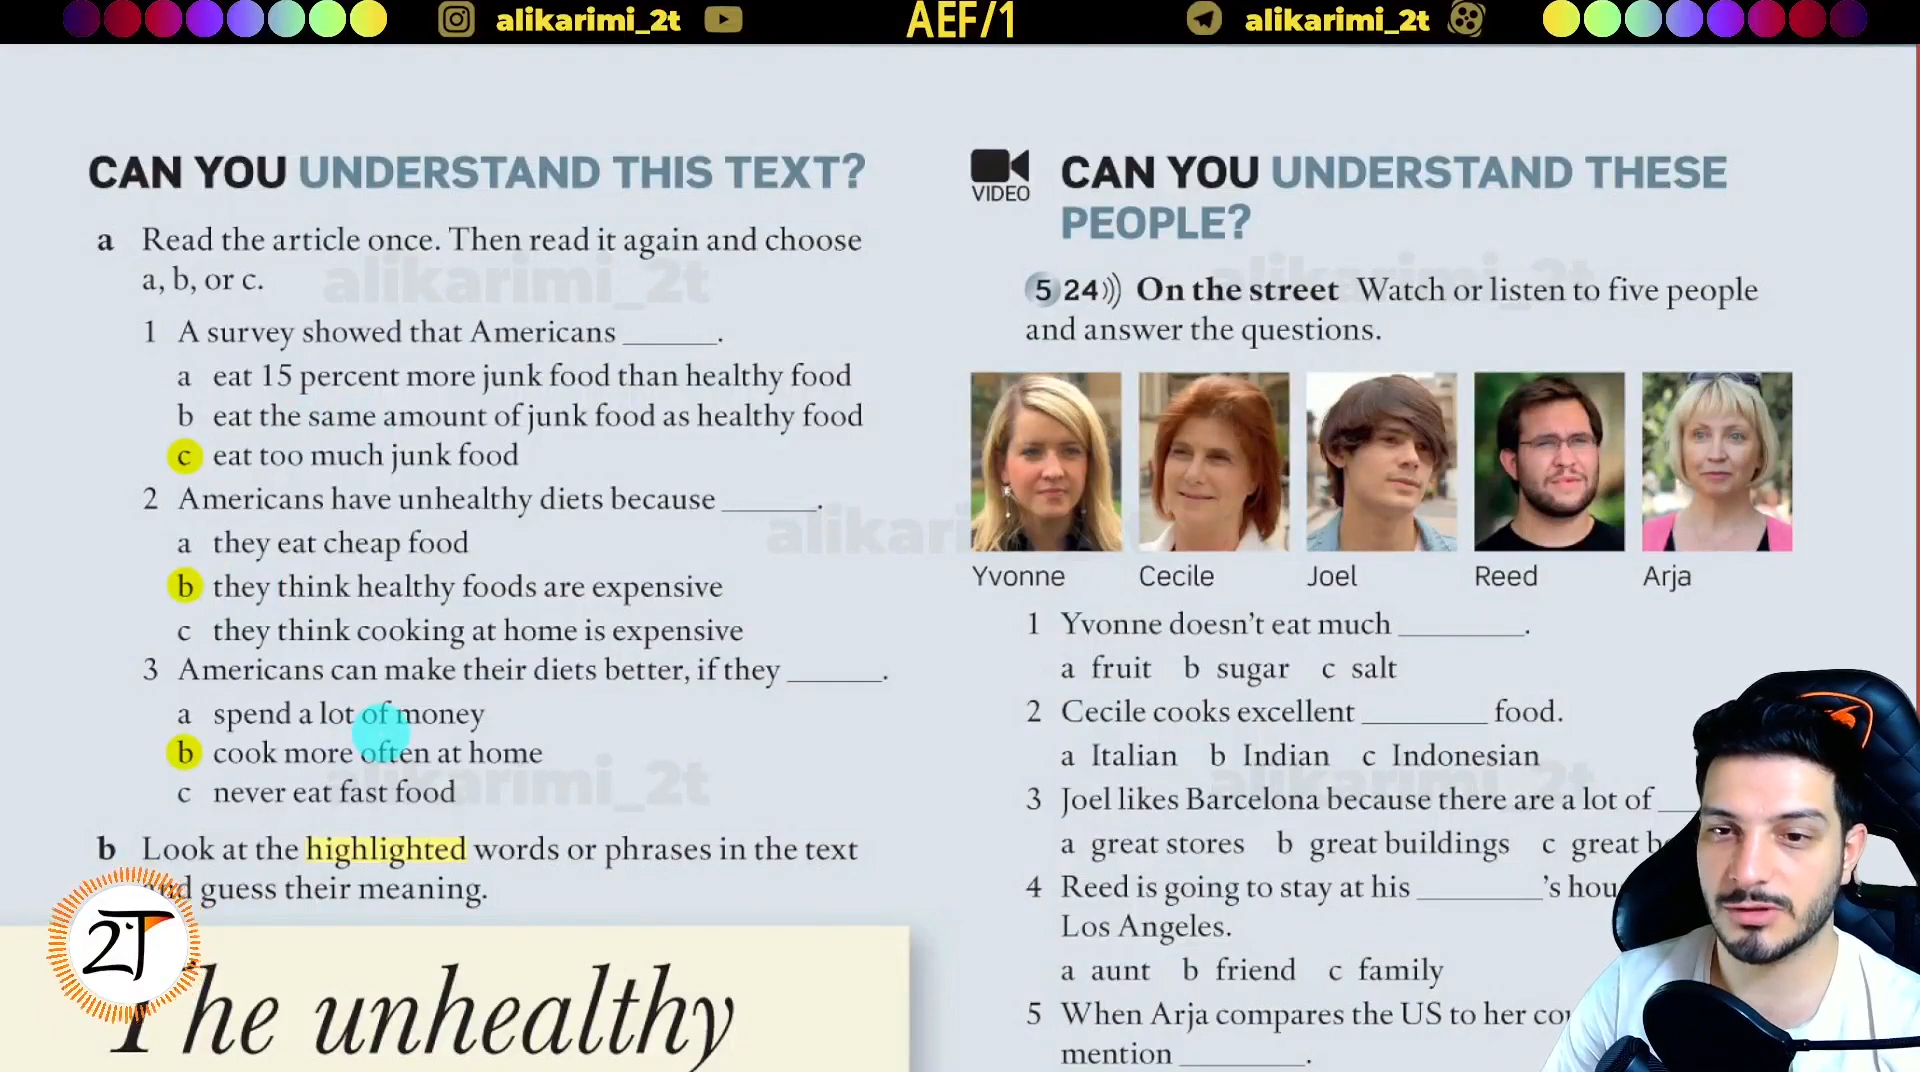 alikarimi_2t
AEF/1
alikarimi_2t
CAN YOU UNDERSTAND THIS TEXT?
a Read the article once. Then read it again and choose
a, b, or c.
1 A survey showed that Americans ______.
a eat 15 percent more junk food than healthy food
b eat the same amount of junk food as healthy food
c eat too much junk food
2 Americans have unhealthy diets because ______.
a they eat cheap food
b they think healthy foods are expensive
c they think cooking at home is expensive
3 Americans can make their diets better, if they ______.
a spend a lot of money
b cook more often at home
c never eat fast food
b Look at the highlighted words or phrases in the text
and guess their meaning.
2T
The unhealthy
VIDEO
CAN YOU UNDERSTAND THESE
PEOPLE?
5 24 On the street Watch or listen to five people
and answer the questions.
Yvonne Cecile Joel Reed Arja
1 Yvonne doesn't eat much ________.
a fruit b sugar c salt
2 Cecile cooks excellent ________ food.
a Italian b Indian c Indonesian
3 Joel likes Barcelona because there are a lot of
a great stores b great buildings c great
4 Reed is going to stay at his ________'s
Los Angeles.
a aunt b friend c family
5 When Arja compares the US to her
mention ________.
alikarimi_2t
alikarimi_2t
alikari
alikarimi_2t
alikarimi_2t